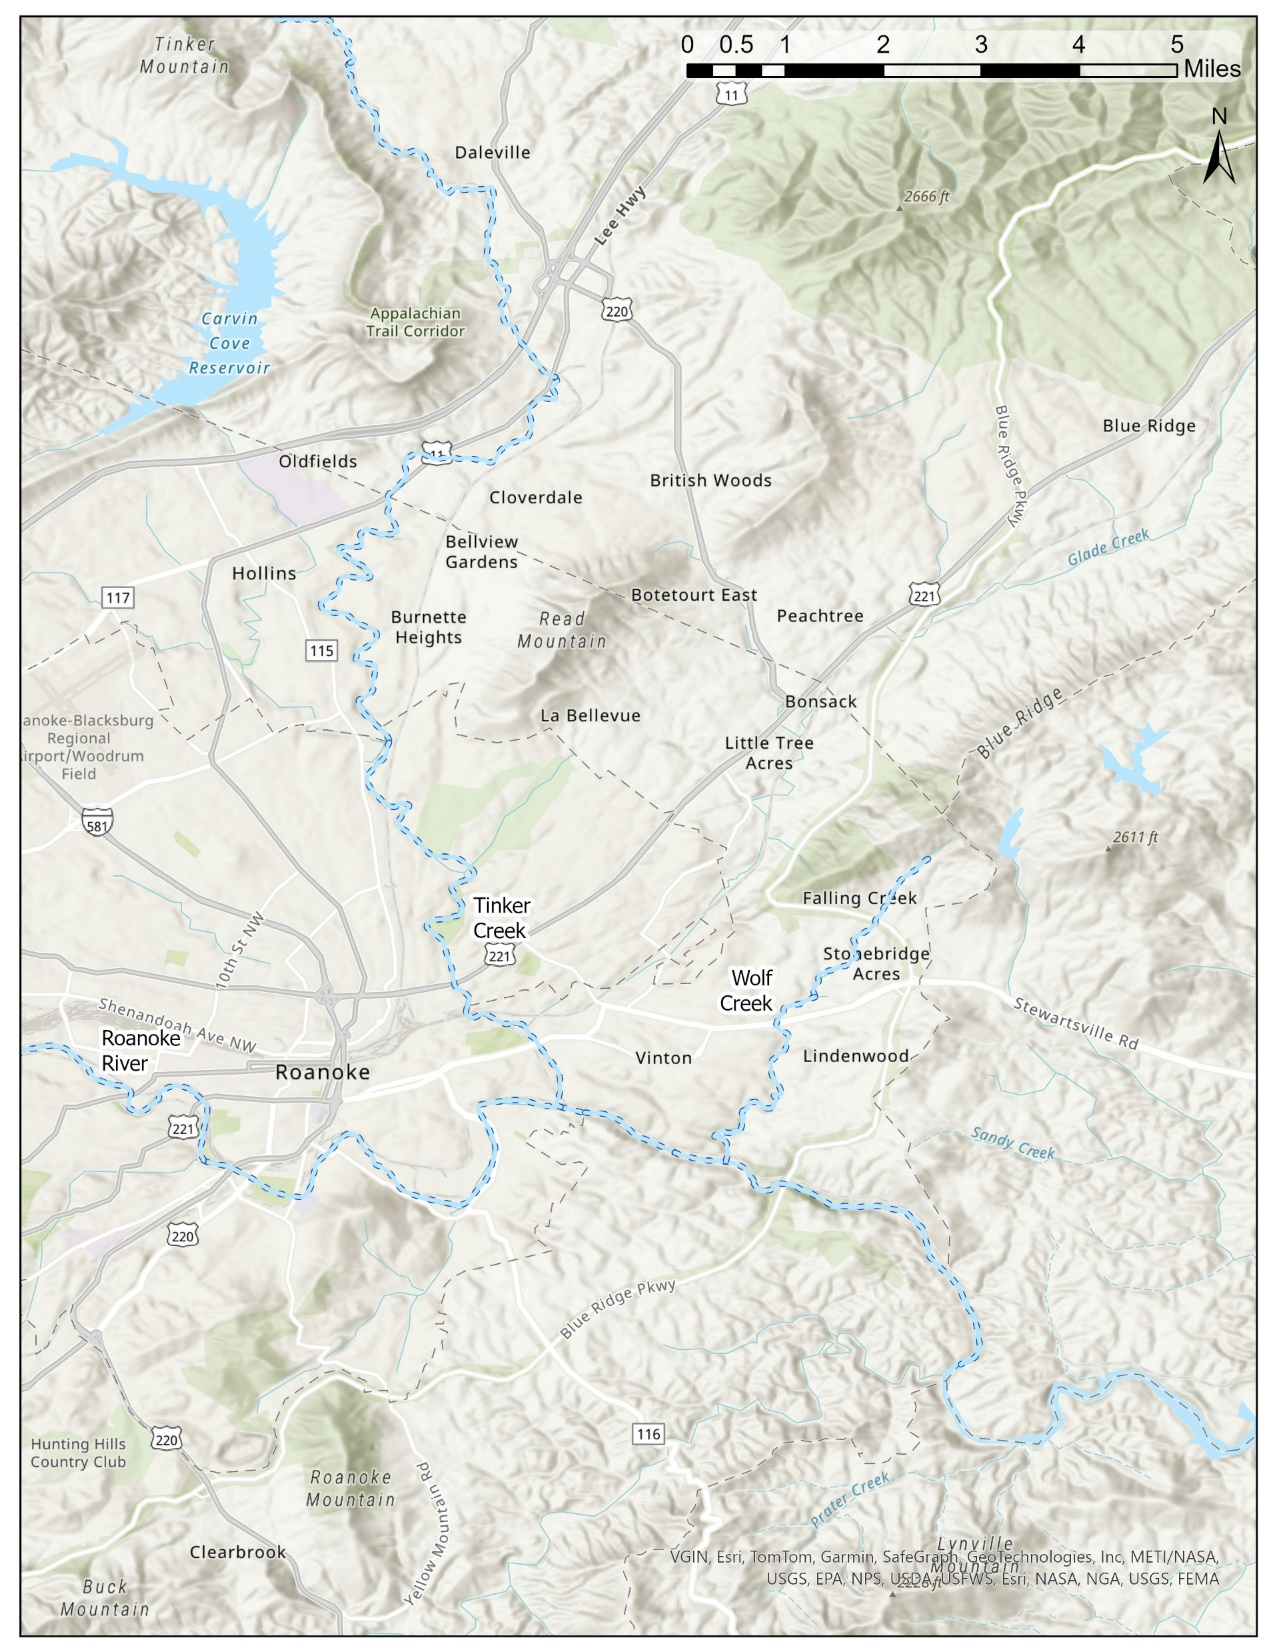 Tinker
Mountain
0 0.5 1 2 3 4 5
Miles
11
N
Daleville
2666 ft
Lee Hwy
Carvin
Cove
Reservoir
Appalachian
Trail Corridor
220
Blue Ridge Pkwy
Blue Ridge
11
Oldfields
British Woods
Cloverdale
Bellview
Gardens
Glade Creek
Hollins
117
Botetourt East
221
Burnette
Heights
Read
Mountain
Peachtree
115
Bonsack
La Bellevue
Blue Ridge
anoke-Blacksburg
Regional
irport/Woodrum
Field
Little Tree
Acres
581
2611 ft
Falling Creek
Tinker
Creek
10th St NW
221
Stonebridge
Acres
Wolf
Creek
Shenandoah Ave NW
Stewartsville Rd
Roanoke
River
Vinton
Lindenwood
Roanoke
221
Sandy Creek
220
Blue Ridge Pkwy
116
220
Hunting Hills
Country Club
Roanoke
Mountain
Yellow Mountain Rd
Prater Creek
Clearbrook
Lynville
Mountain
VGIN, Esri, TomTom, Garmin, SafeGraph, GeoTechnologies, Inc, METI/NASA,
USGS, EPA, NPS, USDA, USFWS, Esri, NASA, NGA, USGS, FEMA
Buck
Mountain